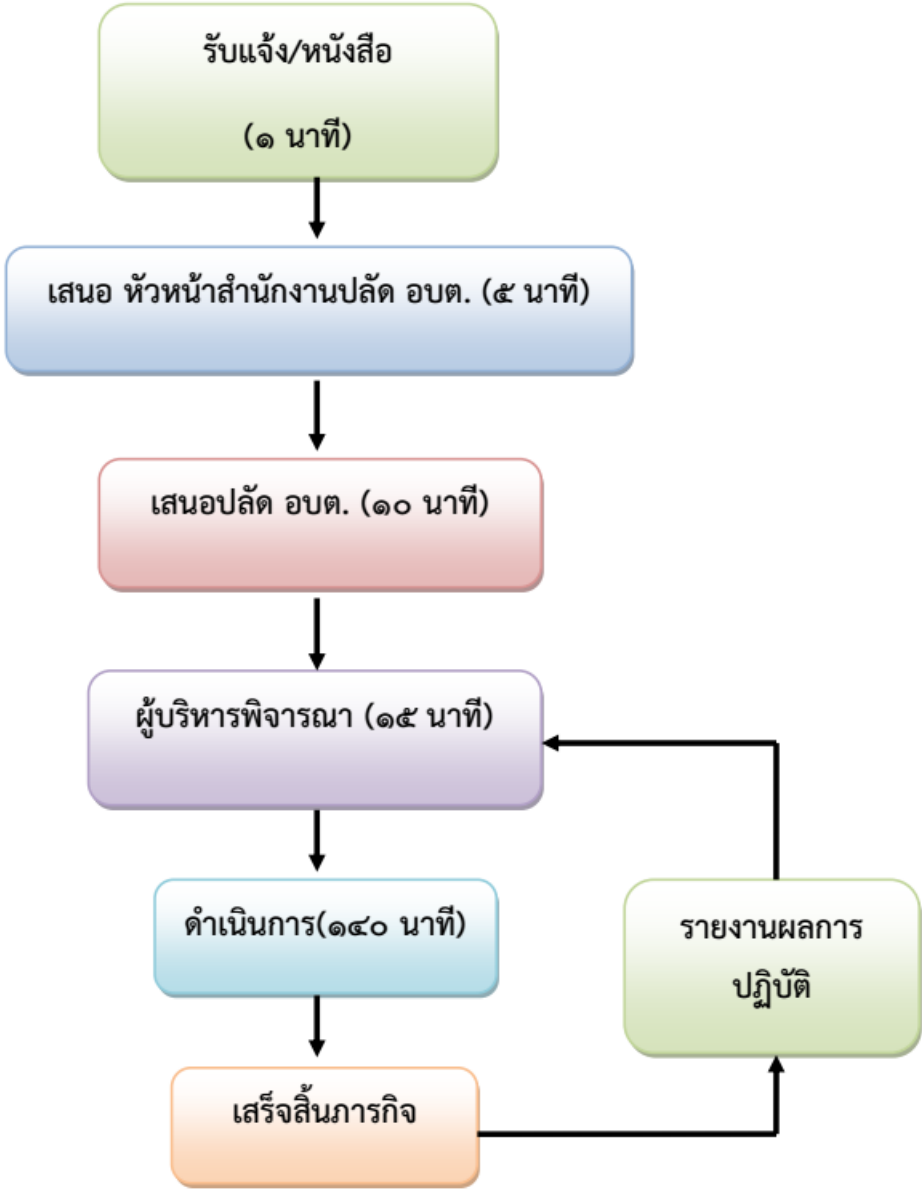 รับแจ้ง/หนังสือ
(๑ นาที)
เสนอ หัวหน้าสำนักงานปลัด อบต. (๕ นาที)
เสนอปลัด อบต. (๑๐ นาที)
ผู้บริหารพิจารณา (๑๕ นาที)
ดำเนินการ(๑๔๐ นาที)
รายงานผลการ
ปฏิบัติ
เสร็จสิ้นภารกิจ